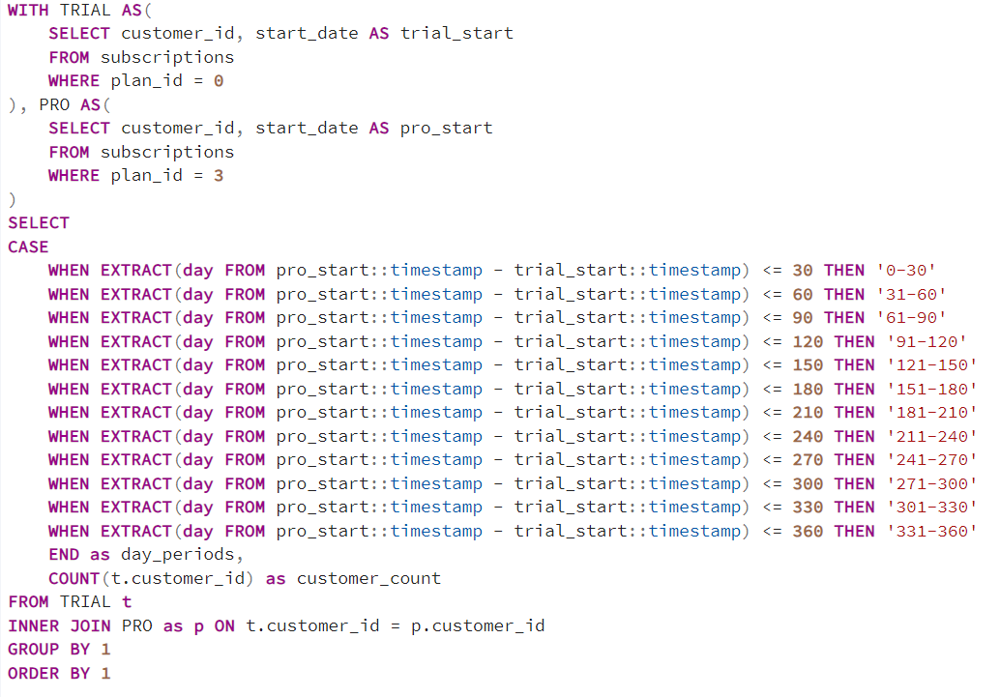 WITH TRIAL AS(
    SELECT customer_id, start_date AS trial_start
    FROM subscriptions
    WHERE plan_id = 0
), PRO AS(
    SELECT customer_id, start_date AS pro_start
    FROM subscriptions
    WHERE plan_id = 3
)
SELECT
CASE
    WHEN EXTRACT(day FROM pro_start::timestamp - trial_start::timestamp) <= 30 THEN '0-30'
    WHEN EXTRACT(day FROM pro_start::timestamp - trial_start::timestamp) <= 60 THEN '31-60'
    WHEN EXTRACT(day FROM pro_start::timestamp - trial_start::timestamp) <= 90 THEN '61-90'
    WHEN EXTRACT(day FROM pro_start::timestamp - trial_start::timestamp) <= 120 THEN '91-120'
    WHEN EXTRACT(day FROM pro_start::timestamp - trial_start::timestamp) <= 150 THEN '121-150'
    WHEN EXTRACT(day FROM pro_start::timestamp - trial_start::timestamp) <= 180 THEN '151-180'
    WHEN EXTRACT(day FROM pro_start::timestamp - trial_start::timestamp) <= 210 THEN '181-210'
    WHEN EXTRACT(day FROM pro_start::timestamp - trial_start::timestamp) <= 240 THEN '211-240'
    WHEN EXTRACT(day FROM pro_start::timestamp - trial_start::timestamp) <= 270 THEN '241-270'
    WHEN EXTRACT(day FROM pro_start::timestamp - trial_start::timestamp) <= 300 THEN '271-300'
    WHEN EXTRACT(day FROM pro_start::timestamp - trial_start::timestamp) <= 330 THEN '301-330'
    WHEN EXTRACT(day FROM pro_start::timestamp - trial_start::timestamp) <= 360 THEN '331-360'
    END as day_periods,
    COUNT(t.customer_id) as customer_count
FROM TRIAL t
INNER JOIN PRO as p ON t.customer_id = p.customer_id
GROUP BY 1
ORDER BY 1